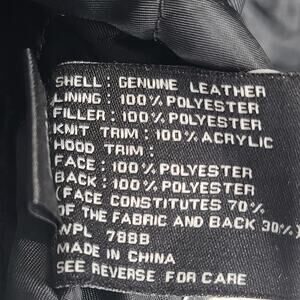 SHELL: GENUINE LEATHER
LINING: 100% POLYESTER
FILLER: 100% POLYESTER
KNIT TRIM: 100% ACRYLIC
HOOD TRIM:
FACE: 100% POLYESTER
BACK: 100% POLYESTER
(FACE CONSTITUTES 70%
OF THE FABRIC AND BACK 30%)
WPL 7888
MADE IN CHINA
SEE REVERSE FOR CARE